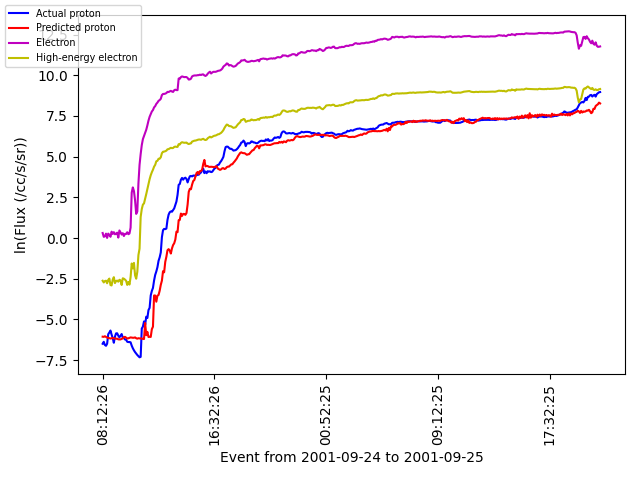 Actual proton
Predicted proton
Electron
High-energy electron
12.5
10.0
7.5
5.0
2.5
0.0
−2.5
−5.0
−7.5
ln(Flux (/cc/s/sr))
08:12:26
16:32:26
00:52:25
09:12:25
17:32:25
Event from 2001-09-24 to 2001-09-25